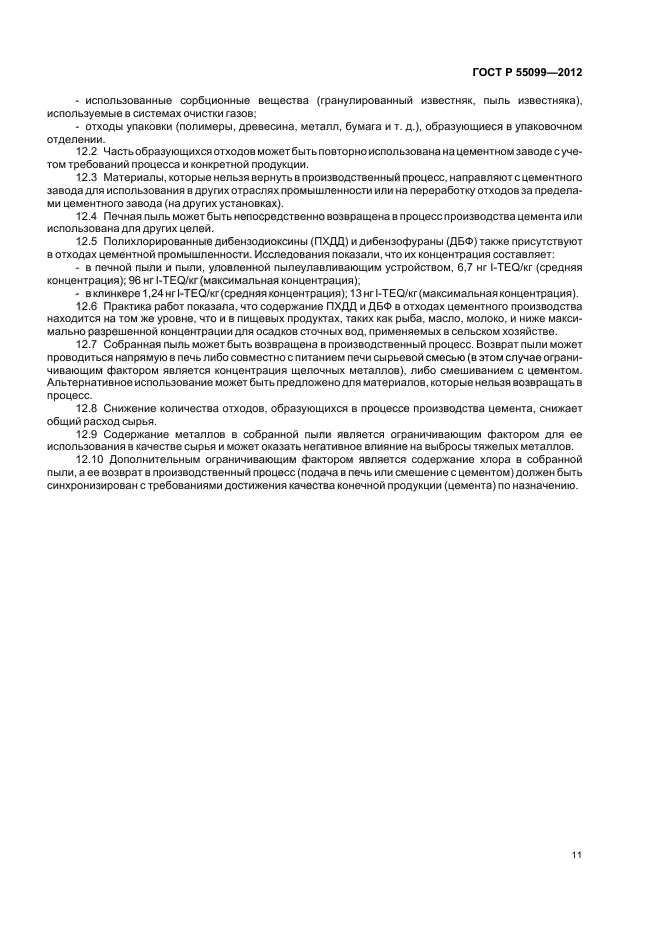 ГОСТ Р 55099—2012
- использованные сорбционные вещества (гранулированный известняк, пыль известняка),
используемые в системах очистки газов;
- отходы упаковки (полимеры, древесина, металл, бумага и т. д.), образующиеся в упаковочном
отделении.
12.2 Часть образующихся отходов может быть повторно использована на цементном заводе с уче-
том требований процесса и конкретной продукции.
12.3 Материалы, которые нельзя вернуть в производственный процесс, направляют с цементного
завода для использования в других отраслях промышленности или на переработку отходов за предела-
ми цементного завода (на других установках).
12.4 Печная пыль может быть непосредственно возвращена в процесс производства цемента или
использована для других целей.
12.5 Полихлорированные дибензодиоксины (ПХДД) и дибензофураны (ДБФ) также присутствуют
в отходах цементной промышленности. Исследования показали, что их концентрация составляет:
- в печной пыли и пыли, уловленной пылеулавливающим устройством, 6,7 нг I-TEQ/кг (средняя
концентрация); 96 нг I-TEQ/кг (максимальная концентрация);
- в клинкере 1,24 нг I-TEQ/кг (средняя концентрация); 13 нг I-TEQ/кг (максимальная концентрация).
12.6 Практика работ показала, что содержание ПХДД и ДБФ в отходах цементного производства
находится на том же уровне, что и в пищевых продуктах, таких как рыба, масло, молоко, и ниже макси-
мально разрешенной концентрации для осадков сточных вод, применяемых в сельском хозяйстве.
12.7 Собранная пыль может быть возвращена в производственный процесс. Возврат пыли может
проводиться напрямую в печь либо совместно с питанием печи сырьевой смесью (в этом случае ограни-
чивающим фактором является концентрация щелочных металлов), либо смешиванием с цементом.
Альтернативное использование может быть предложено для материалов, которые нельзя возвращать в
процесс.
12.8 Снижение количества отходов, образующихся в процессе производства цемента, снижает
общий расход сырья.
12.9 Содержание металлов в собранной пыли является ограничивающим фактором для ее
использования в качестве сырья и может оказать негативное влияние на выбросы тяжелых металлов.
12.10 Дополнительным ограничивающим фактором является содержание хлора в собранной
пыли, а ее возврат в производственный процесс (подача в печь или смешение с цементом) должен быть
синхронизирован с требованиями достижения качества конечной продукции (цемента) по назначению.
11